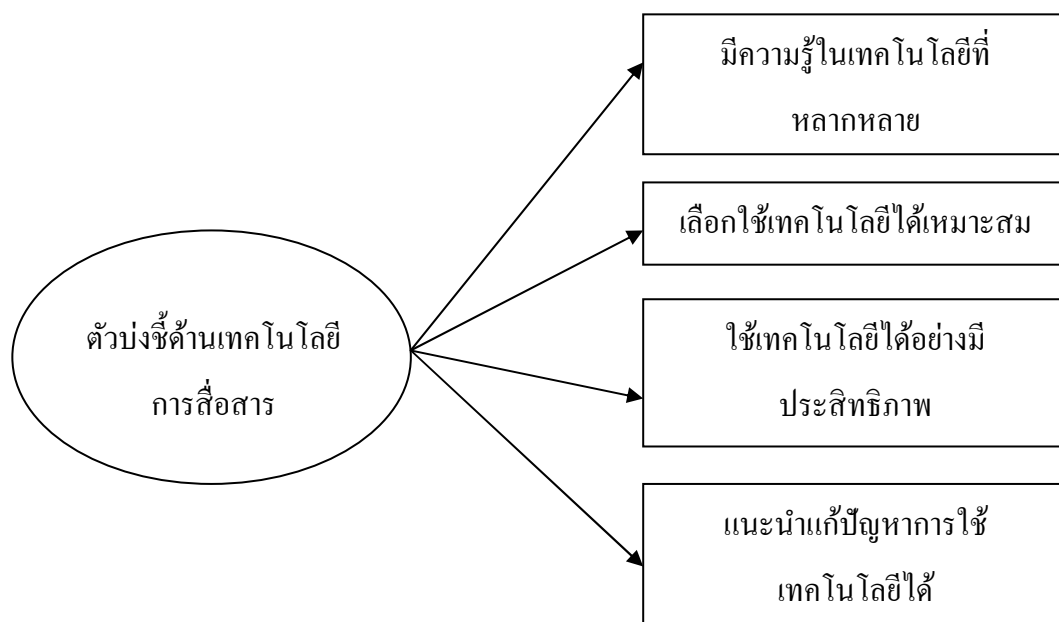 มีความรู้ในเทคโนโลยีที่
หลากหลาย
เลือกใช้เทคโนโลยีได้เหมาะสม
ตัวบ่งชี้ด้านเทคโนโลยี
การสื่อสาร
ใช้เทคโนโลยีได้อย่างมี
ประสิทธิภาพ
แนะนำแก้ปัญหาการใช้
เทคโนโลยีได้